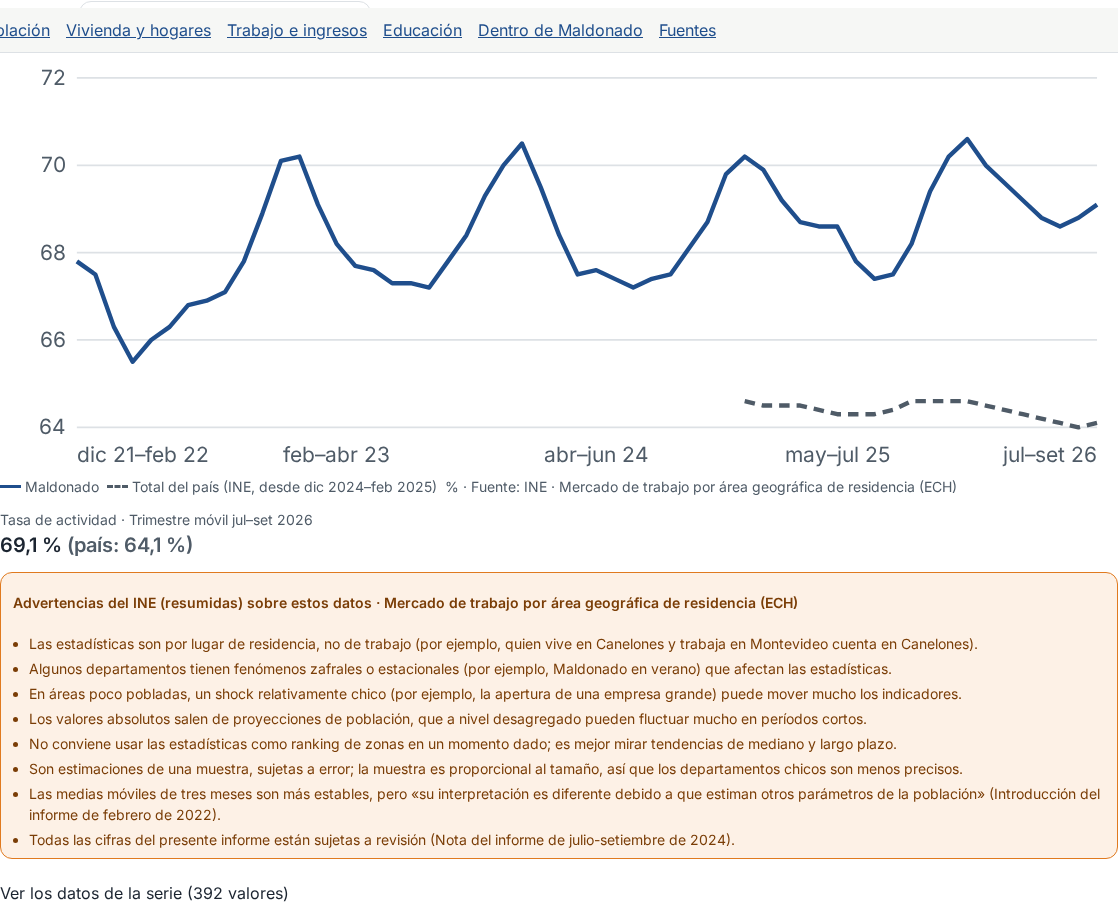 Vivienda y hogares Trabajo e ingresos Educación Dentro de Maldonado Fuentes
72
70
68
66
64
dic 21–feb 22 feb–abr 23 abr–jun 24 may–jul 25 jul–set 26
Maldonado Total del país (INE, desde dic 2024–feb 2025) % · Fuente: INE · Mercado de trabajo por área geográfica de residencia (ECH)
Tasa de actividad · Trimestre móvil jul–set 2026
69,1 % (país: 64,1 %)
Advertencias del INE (resumidas) sobre estos datos · Mercado de trabajo por área geográfica de residencia (ECH)
• Las estadísticas son por lugar de residencia, no de trabajo (por ejemplo, quien vive en Canelones y trabaja en Montevideo cuenta en Canelones).
• Algunos departamentos tienen fenómenos zafrales o estacionales (por ejemplo, Maldonado en verano) que afectan las estadísticas.
• En áreas poco pobladas, un shock relativamente chico (por ejemplo, la apertura de una empresa grande) puede mover mucho los indicadores.
• Los valores absolutos salen de proyecciones de población, que a nivel desagregado pueden fluctuar mucho en períodos cortos.
• No conviene usar las estadísticas como ranking de zonas en un momento dado; es mejor mirar tendencias de mediano y largo plazo.
• Son estimaciones de una muestra, sujetas a error; la muestra es proporcional al tamaño, así que los departamentos chicos son menos precisos.
• Las medias móviles de tres meses son más estables, pero «su interpretación es diferente debido a que estiman otros parámetros de la población» (Introducción del
informe de febrero de 2022).
• Todas las cifras del presente informe están sujetas a revisión (Nota del informe de julio-setiembre de 2024).
Ver los datos de la serie (392 valores)